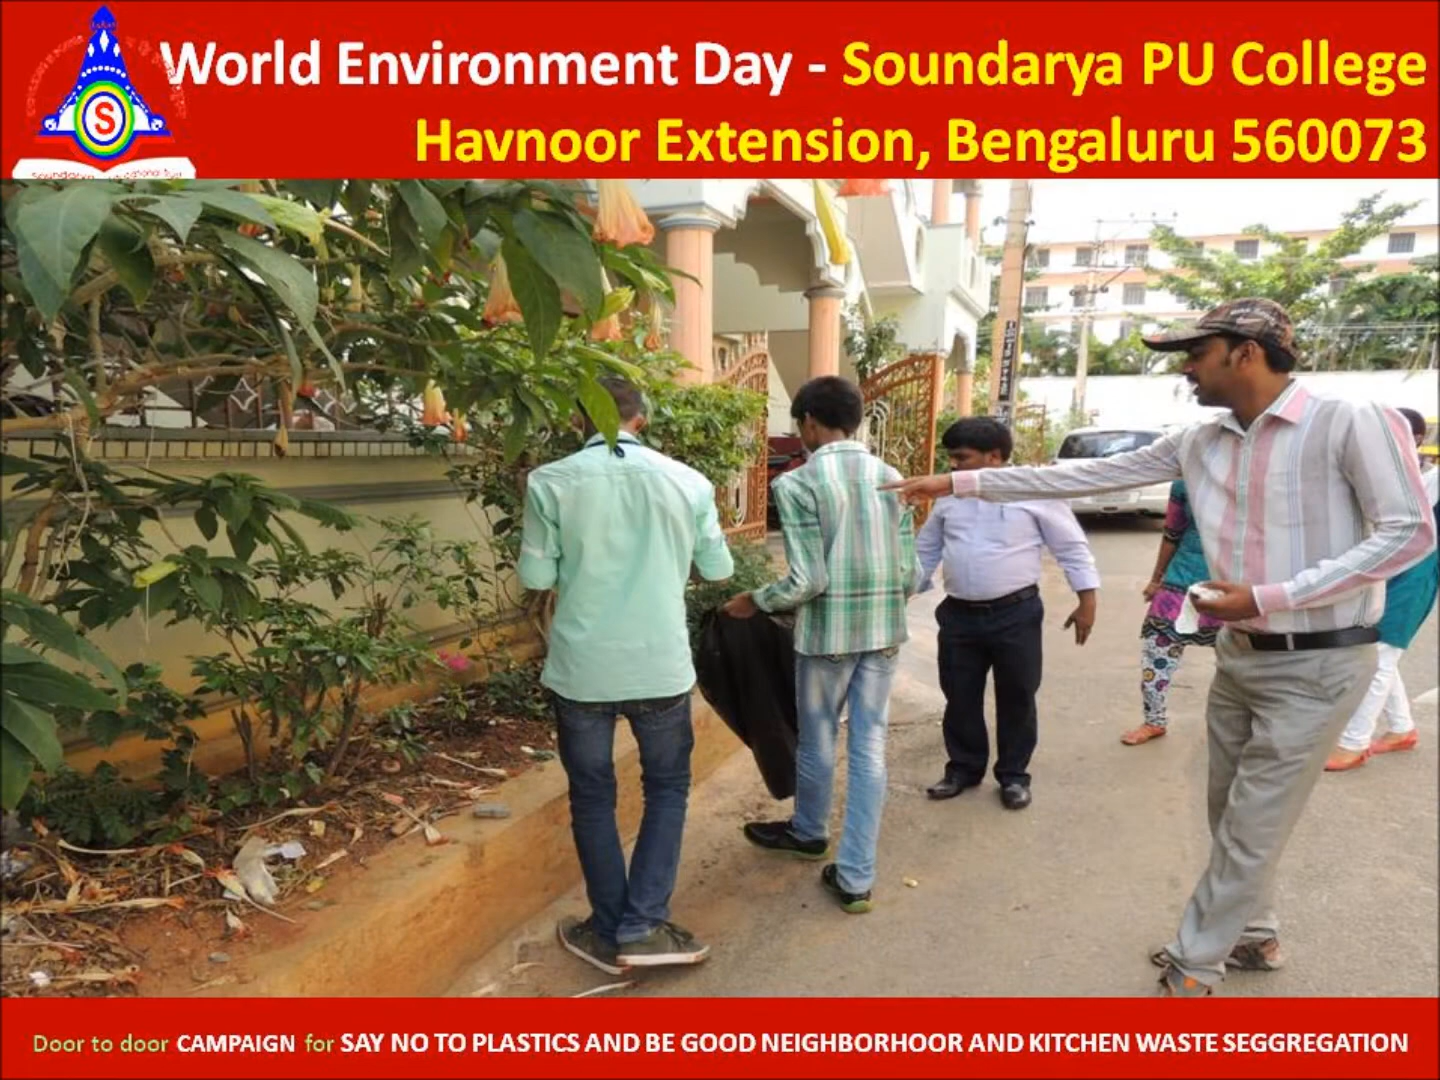 World Environment Day - Soundarya PU College
Havnoor Extension, Bengaluru 560073
S
Door to door CAMPAIGN for SAY NO TO PLASTICS AND BE GOOD NEIGHBORHOOR AND KITCHEN WASTE SEGGREGATION